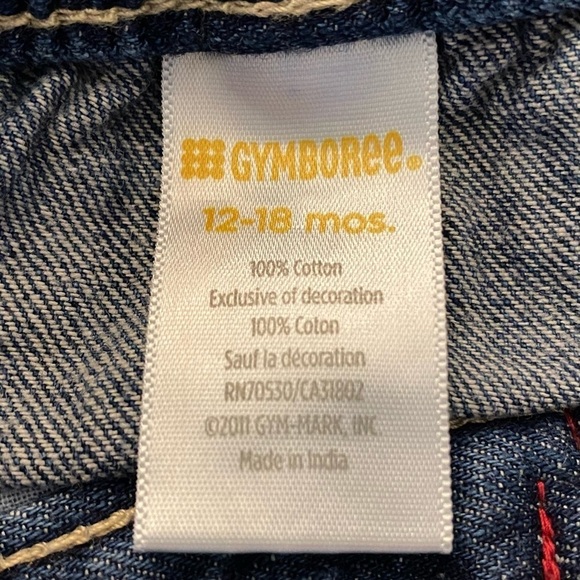 GYMBOREE®
12-18 mos.
100% Cotton
Exclusive of decoration
100% Coton
Sauf la décoration
RN70530/CA31802
©2011 GYM-MARK, INC.
Made in India